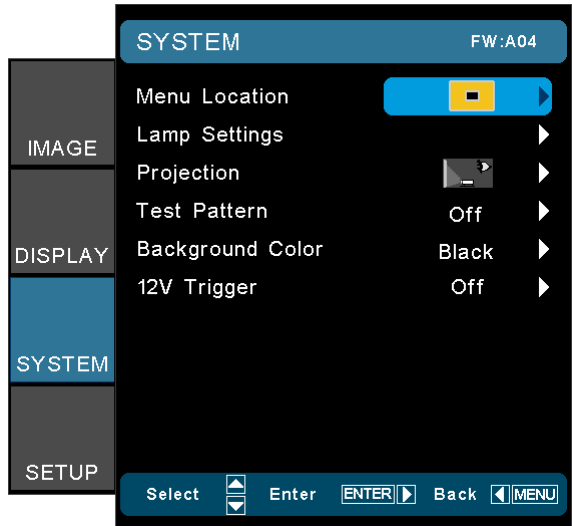 SYSTEM FW:A04
Menu Location
IMAGE
Lamp Settings
Projection
Test Pattern Off
DISPLAY
Background Color Black
12V Trigger Off
SYSTEM
SETUP
Select Enter ENTER Back MENU